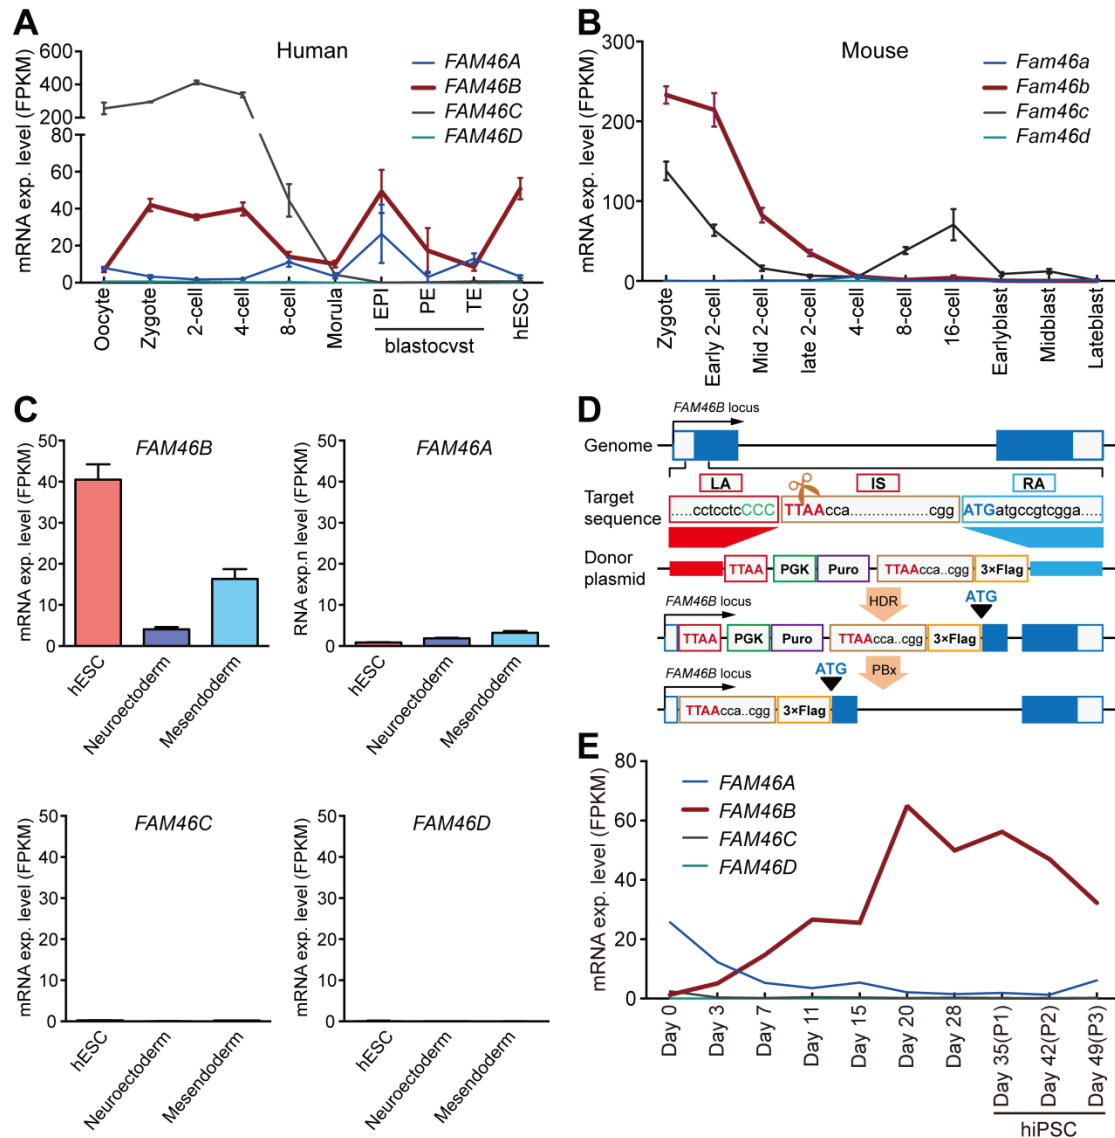 A
Human
mRNA exp. level (FPKM)
600
400
200
80
60
40
20
0
FAM46A
FAM46B
FAM46C
FAM46D
Oocyte
Zygote
2-cell
4-cell
8-cell
Morula
EPI
PE
TE
hESC
blastocvst
B
Mouse
mRNA exp. level (FPKM)
300
200
100
0
Fam46a
Fam46b
Fam46c
Fam46d
Zygote
Early 2-cell
Mid 2-cell
late 2-cell
4-cell
8-cell
16-cell
Earlyblast
Midblast
Lateblast
C
FAM46B
mRNA exp. level (FPKM)
50
40
30
20
10
0
hESC
Neuroectoderm
Mesendoderm
FAM46A
RNA exp.n level (FPKM)
50
40
30
20
10
0
hESC
Neuroectoderm
Mesendoderm
FAM46C
mRNA exp. level (FPKM)
50
40
30
20
10
0
hESC
Neuroectoderm
Mesendoderm
FAM46D
mRNA exp. level (FPKM)
50
40
30
20
10
0
hESC
Neuroectoderm
Mesendoderm
D
FAM46B locus
Genome
LA IS RA
Target
sequence
.....cctcctcCCC TTAAcca...................cgg ATGatgccgtcgga.....
Donor
plasmid
TTAA PGK Puro TTAAcca..cgg 3×Flag
HDR
ATG
FAM46B locus
TTAA PGK Puro TTAAcca..cgg 3×Flag
PBx
ATG
FAM46B locus
TTAAcca..cgg 3×Flag
E
mRNA exp. level (FPKM)
80
60
40
20
0
FAM46A
FAM46B
FAM46C
FAM46D
Day 0
Day 3
Day 7
Day 11
Day 15
Day 20
Day 28
Day 35(P1)
Day 42(P2)
Day 49(P3)
hiPSC